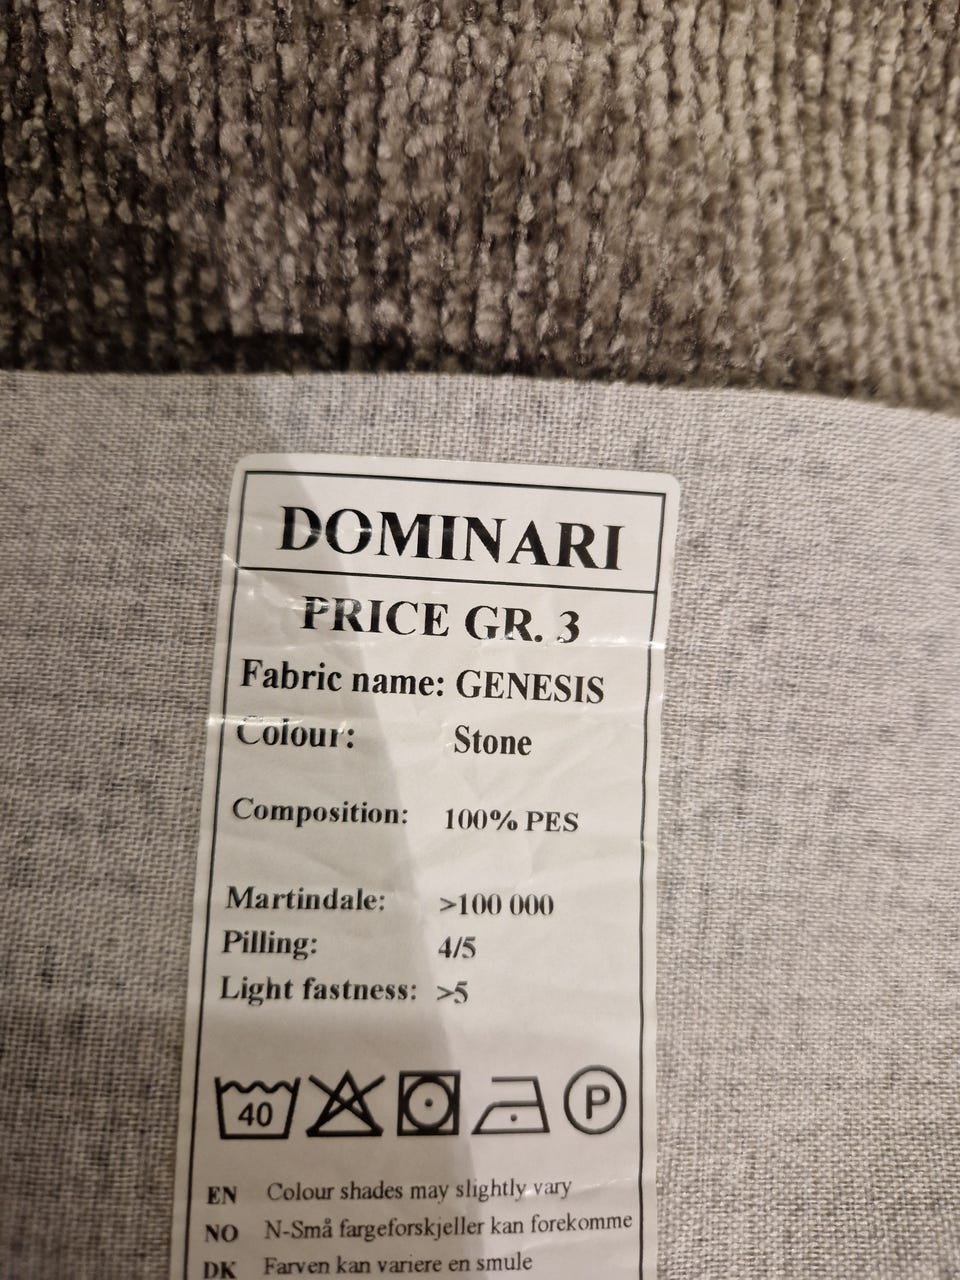 DOMINARI
PRICE GR. 3
Fabric name: GENESIS
Colour: Stone
Composition: 100% PES
Martindale: >100 000
Pilling: 4/5
Light fastness: >5
40 P
EN Colour shades may slightly vary
NO N-Små fargeforskjeller kan forekomme
DK Farven kan variere en smule